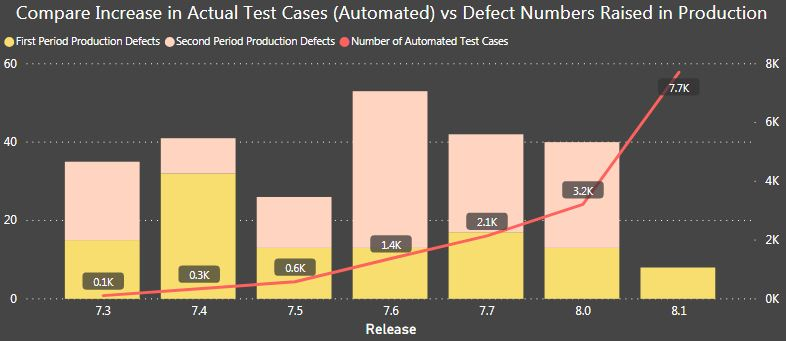 Compare Increase in Actual Test Cases (Automated) vs Defect Numbers Raised in Production
First Period Production Defects Second Period Production Defects Number of Automated Test Cases
60 8K
7.7K
6K
40
4K
3.2K
20
2.1K
2K
1.4K
0.6K
0.3K
0.1K
0 0K
7.3 7.4 7.5 7.6 7.7 8.0 8.1
Release